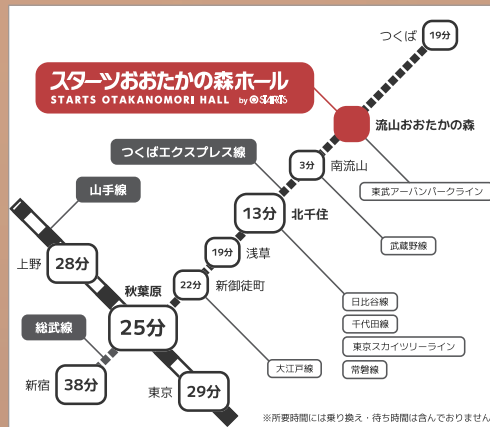 つくば
19分
スターツおおたかの森ホール
STARTS OTAKANOMORI HALL by STARTS
流山おおたかの森
つくばエクスプレス線
3分
南流山
東武アーバンパークライン
山手線
13分
北千住
武蔵野線
上野
28分
19分
浅草
秋葉原
22分
新御徒町
日比谷線
千代田線
東京スカイツリーライン
常磐線
25分
総武線
大江戸線
新宿
38分
東京
29分
※所要時間には乗り換え・待ち時間は含んでおりません